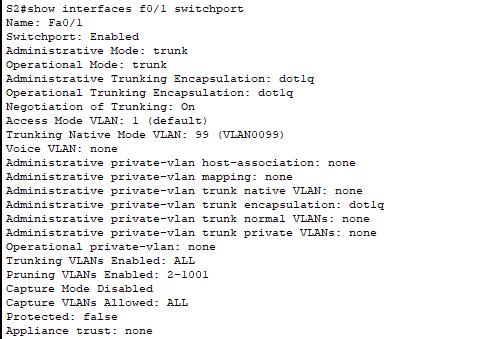 S2#show interfaces f0/1 switchport
Name: Fa0/1
Switchport: Enabled
Administrative Mode: trunk
Operational Mode: trunk
Administrative Trunking Encapsulation: dot1q
Operational Trunking Encapsulation: dot1q
Negotiation of Trunking: On
Access Mode VLAN: 1 (default)
Trunking Native Mode VLAN: 99 (VLAN0099)
Voice VLAN: none
Administrative private-vlan host-association: none
Administrative private-vlan mapping: none
Administrative private-vlan trunk native VLAN: none
Administrative private-vlan trunk encapsulation: dot1q
Administrative private-vlan trunk normal VLANs: none
Administrative private-vlan trunk private VLANs: none
Operational private-vlan: none
Trunking VLANs Enabled: ALL
Pruning VLANs Enabled: 2-1001
Capture Mode Disabled
Capture VLANs Allowed: ALL
Protected: false
Appliance trust: none